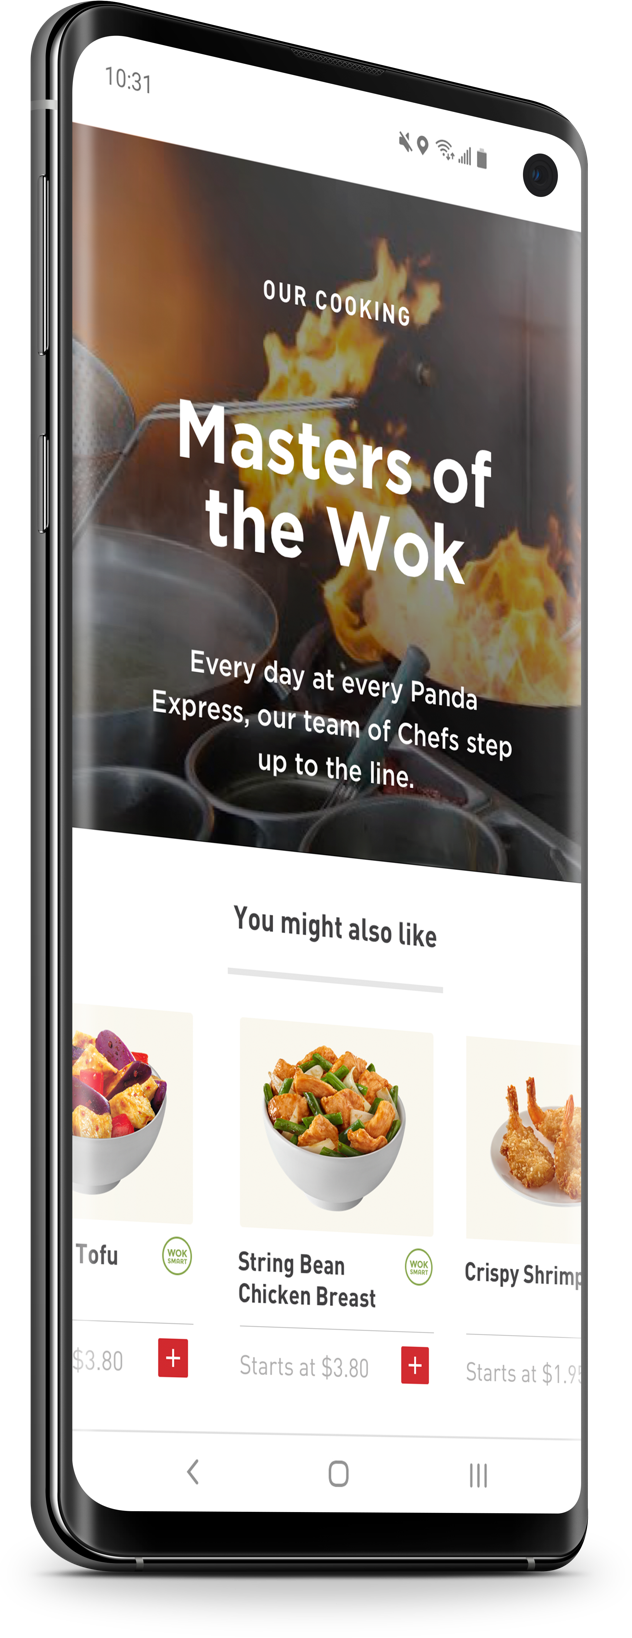 10:31
OUR COOKING
Masters of
the Wok
Every day at every Panda
Express, our team of Chefs step
up to the line.
You might also like
Tofu
WOK
SMART
String Bean
Chicken Breast
WOK
SMART
Crispy Shrimp
$3.80
+
Starts at $3.80
+
Starts at $1.95